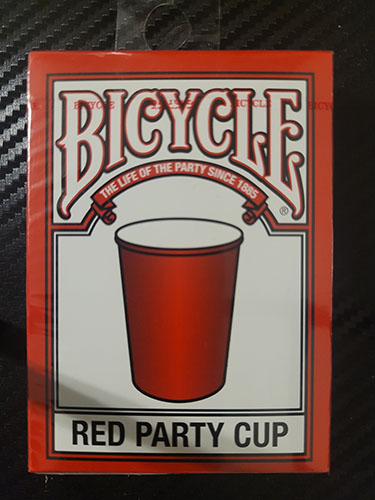 BICYCLE
THE LIFE OF THE PARTY SINCE 1885
®
RED PARTY CUP